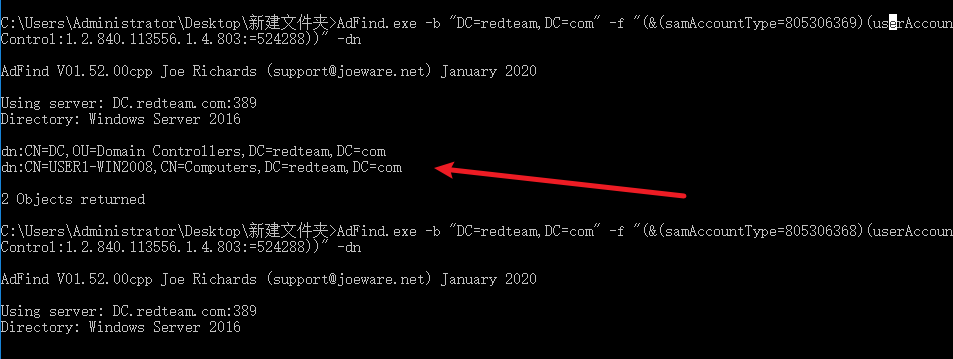 C:\Users\Administrator\Desktop\新建文件夹>AdFind.exe -b "DC=redteam,DC=com" -f "(&(samAccountType=805306369)(userAccoun
tControl:1.2.840.113556.1.4.803:=524288))" -dn
AdFind V01.52.00cpp Joe Richards (support@joeware.net) January 2020
Using server: DC.redteam.com:389
Directory: Windows Server 2016
dn:CN=DC,OU=Domain Controllers,DC=redteam,DC=com
dn:CN=USER1-WIN2008,CN=Computers,DC=redteam,DC=com
2 Objects returned
C:\Users\Administrator\Desktop\新建文件夹>AdFind.exe -b "DC=redteam,DC=com" -f "(&(samAccountType=805306368)(userAccoun
tControl:1.2.840.113556.1.4.803:=524288))" -dn
AdFind V01.52.00cpp Joe Richards (support@joeware.net) January 2020
Using server: DC.redteam.com:389
Directory: Windows Server 2016